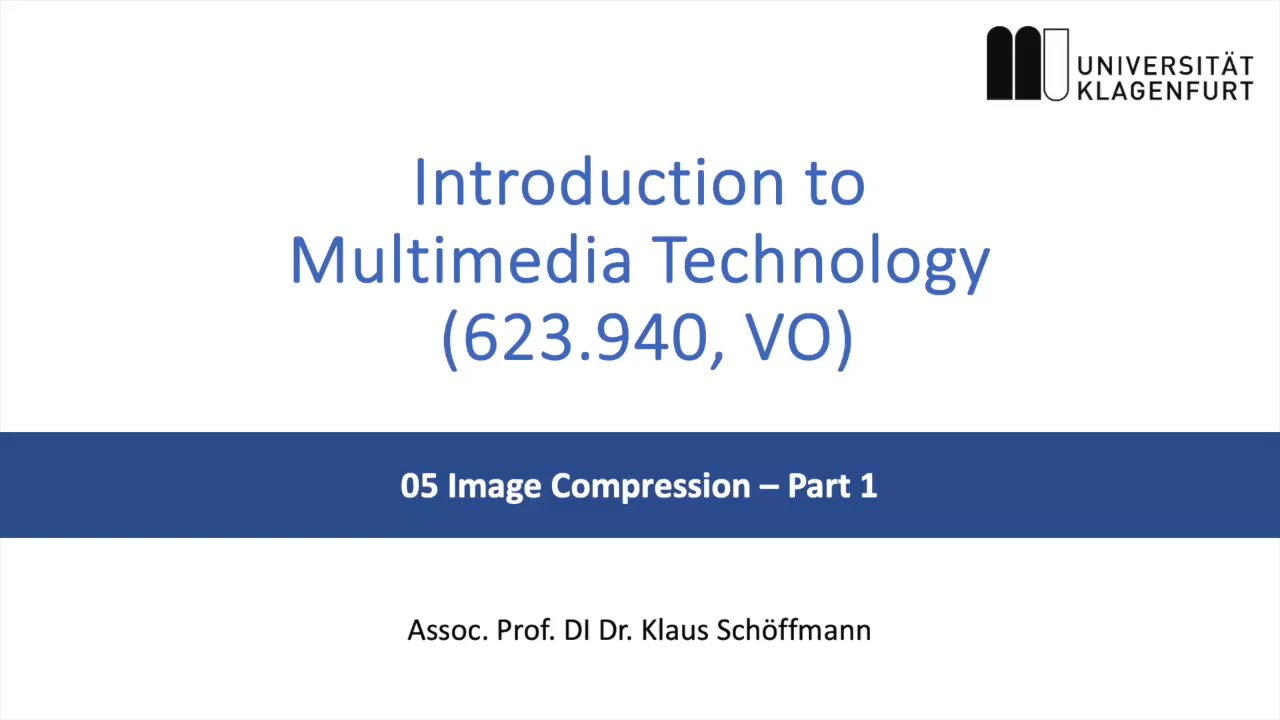 UNIVERSITÄT
KLAGENFURT
Introduction to
Multimedia Technology
(623.940, VO)
05 Image Compression – Part 1
Assoc. Prof. DI Dr. Klaus Schöffmann